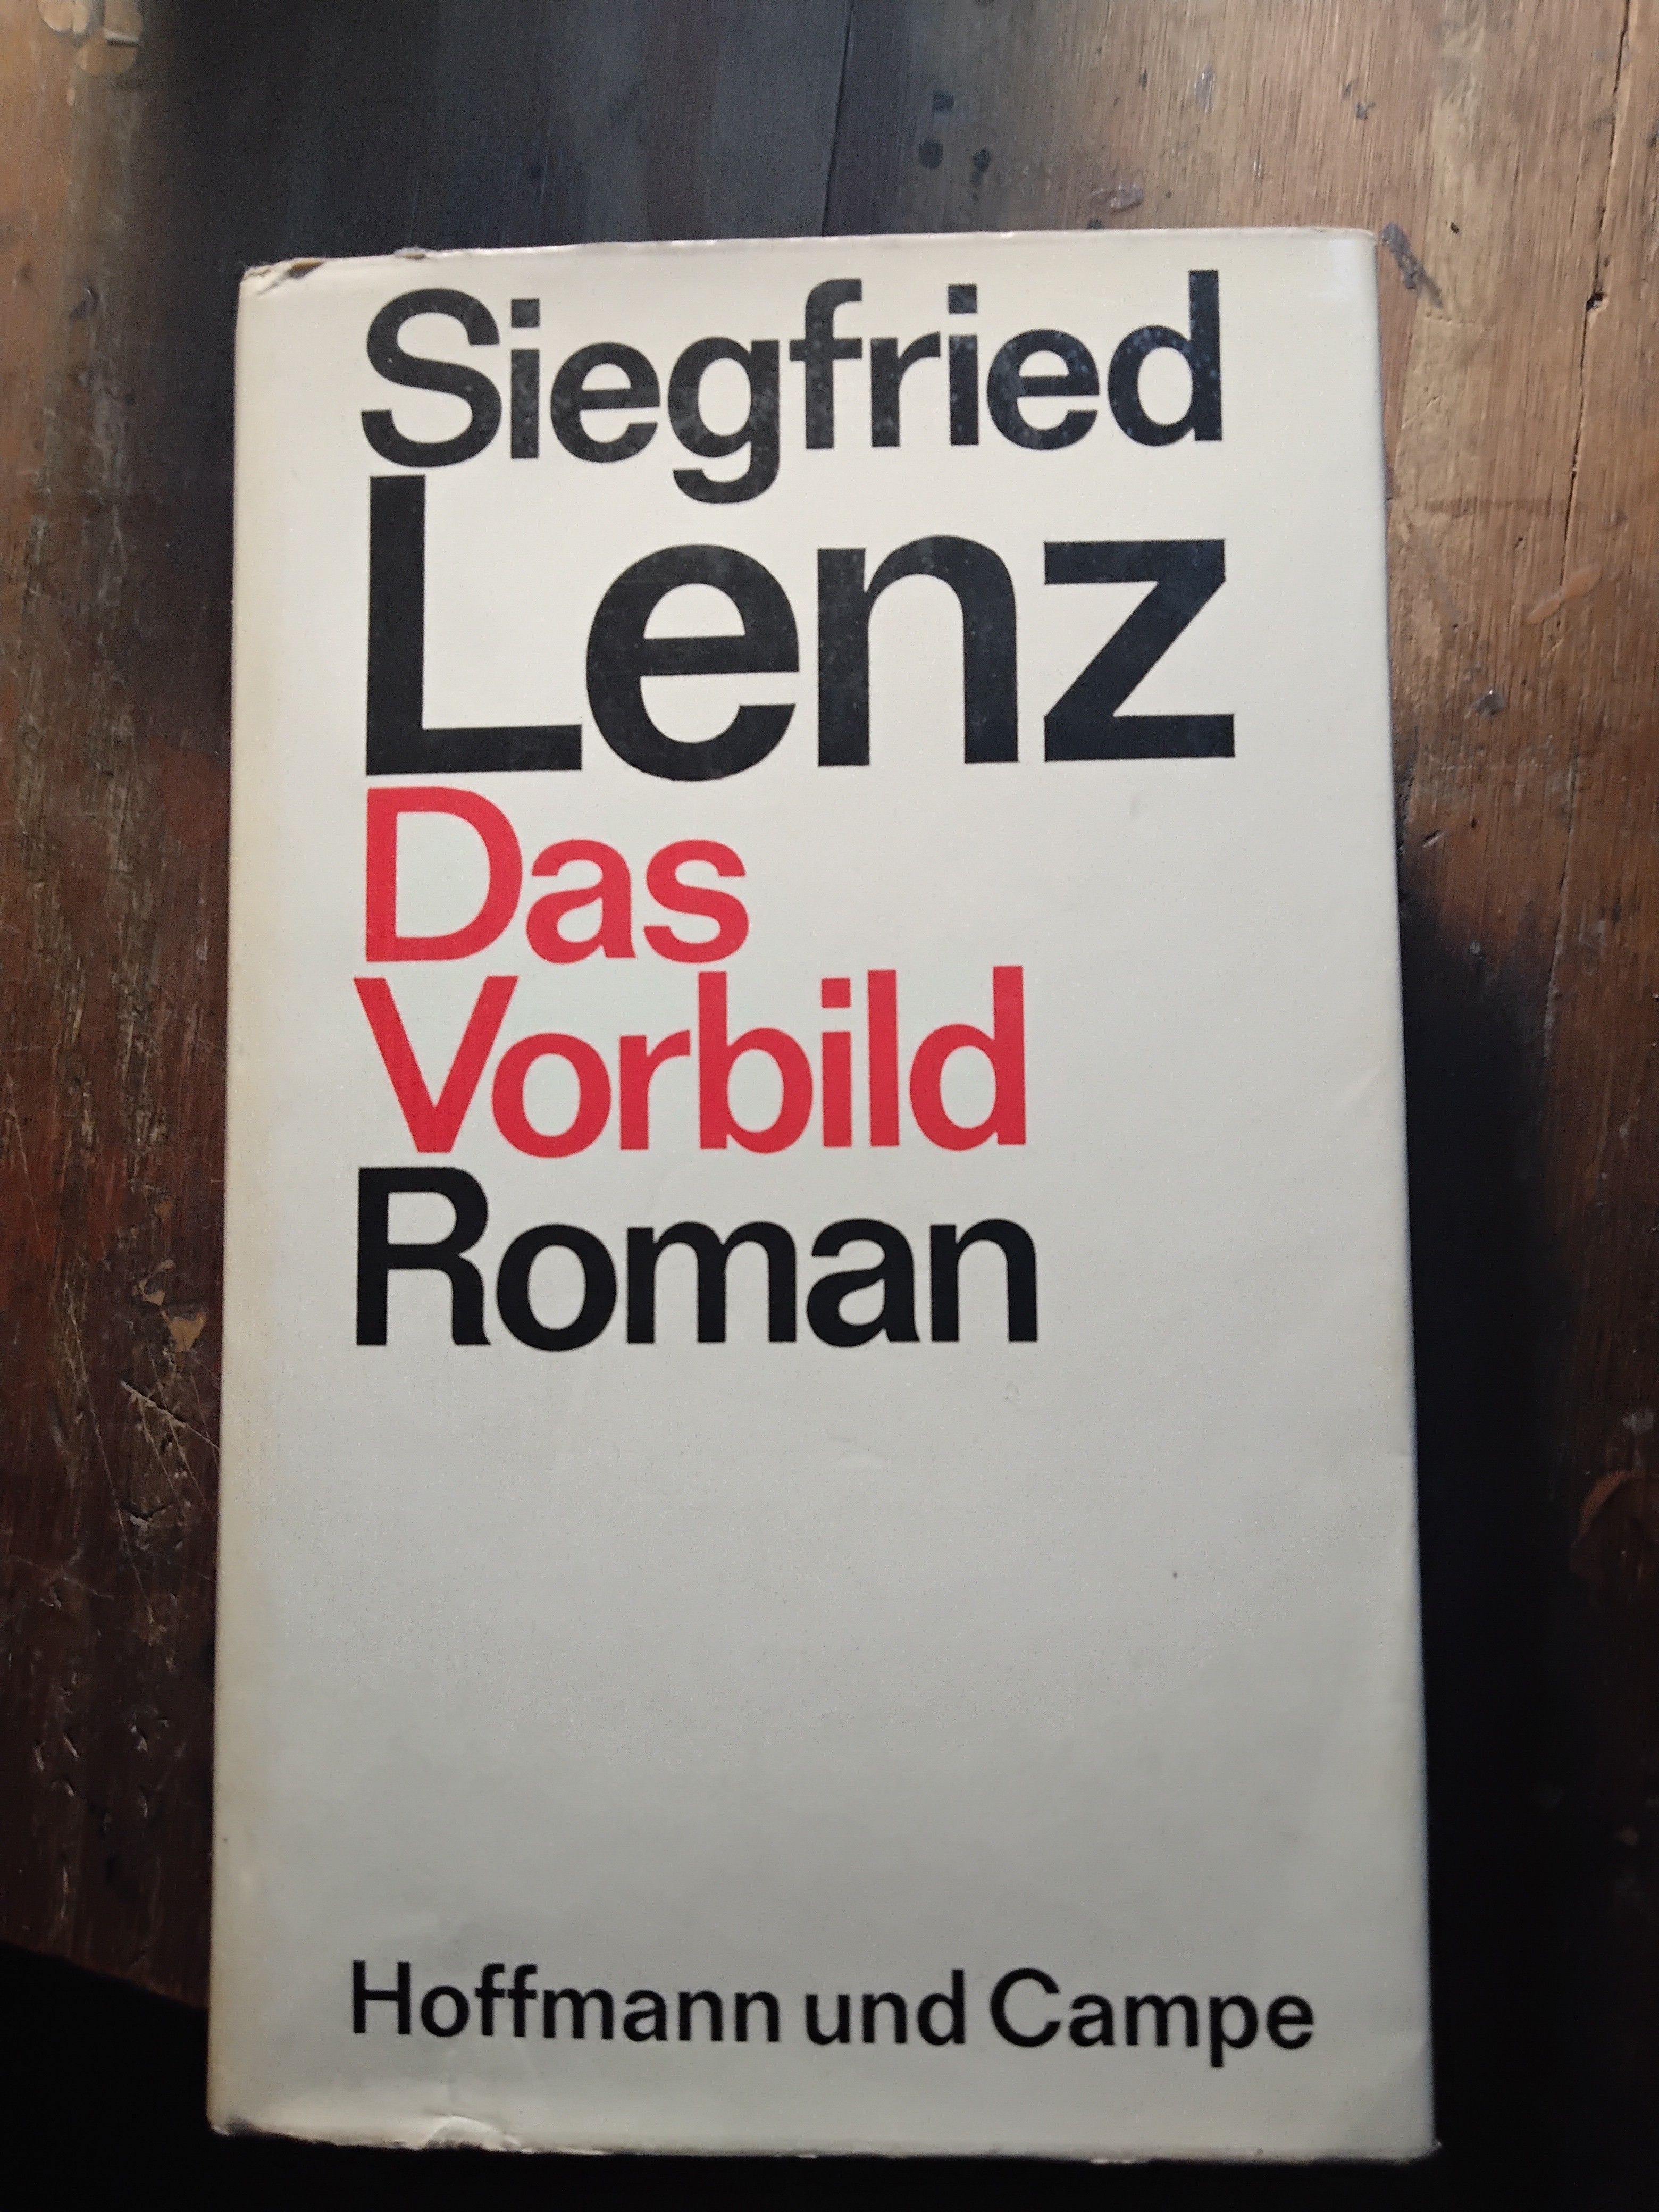 Siegfried
Lenz
Das
Vorbild
Roman
Hoffmann und Campe